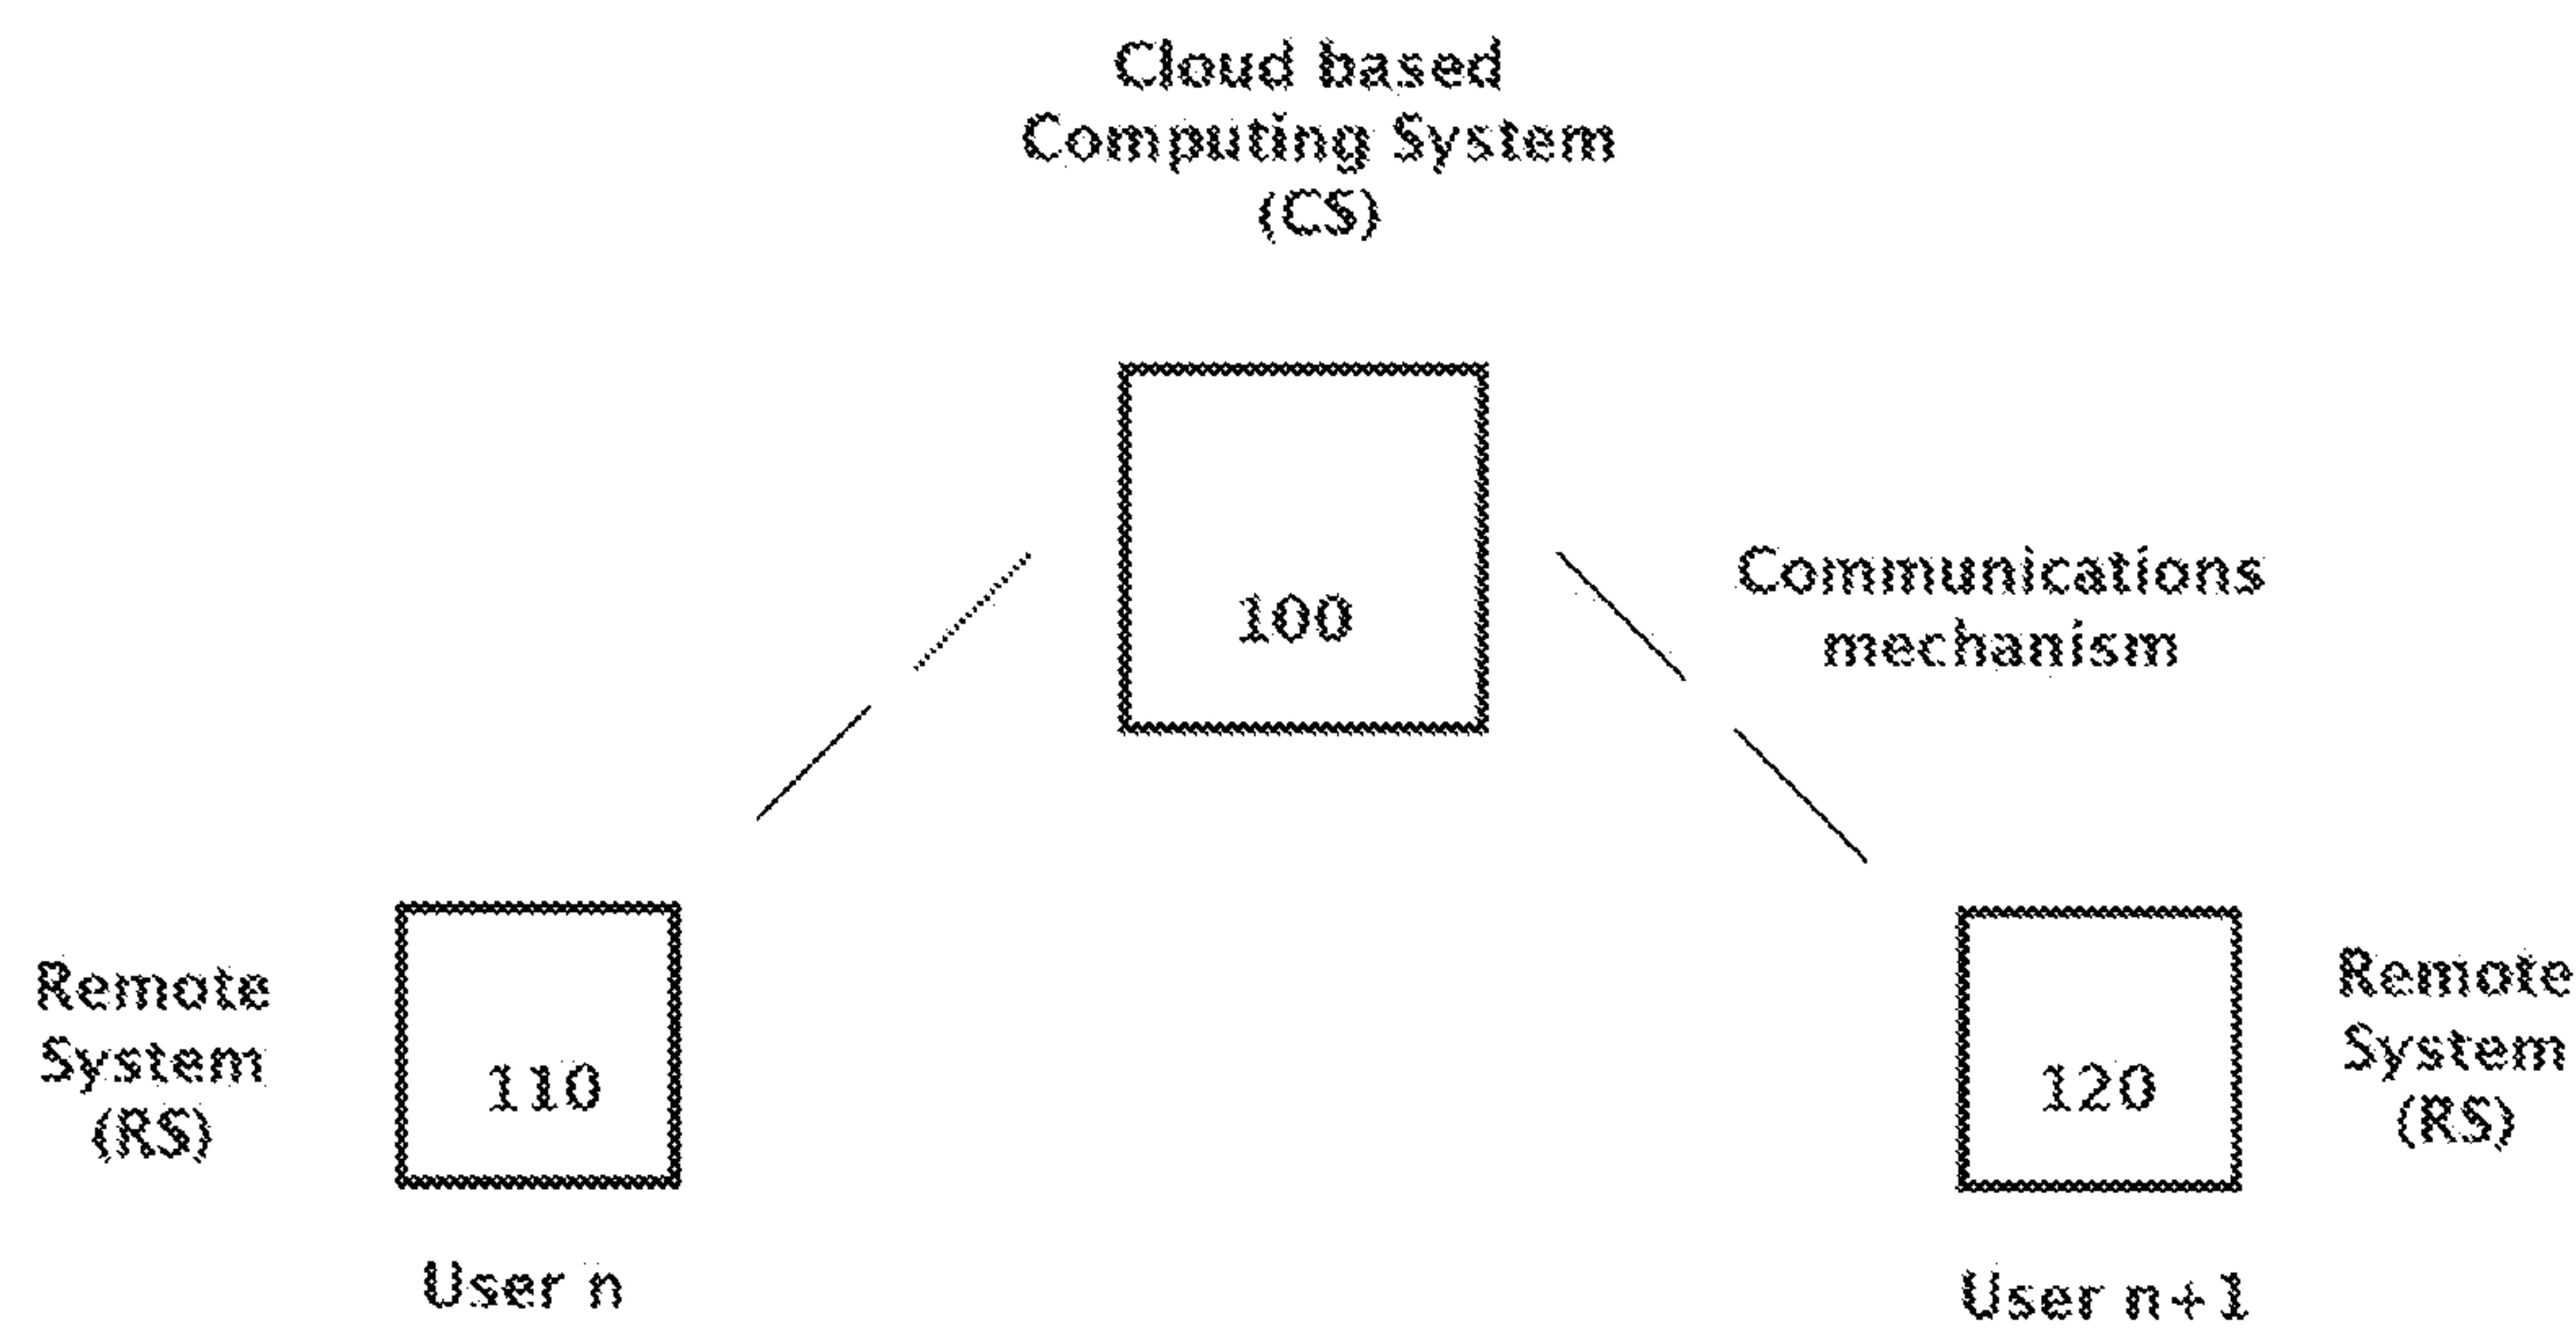 Cloud based
Computing System
(CS)
100
Communications
mechanism
Remote
System
(RS)
110
User n
120
Remote
System
(RS)
User n+1